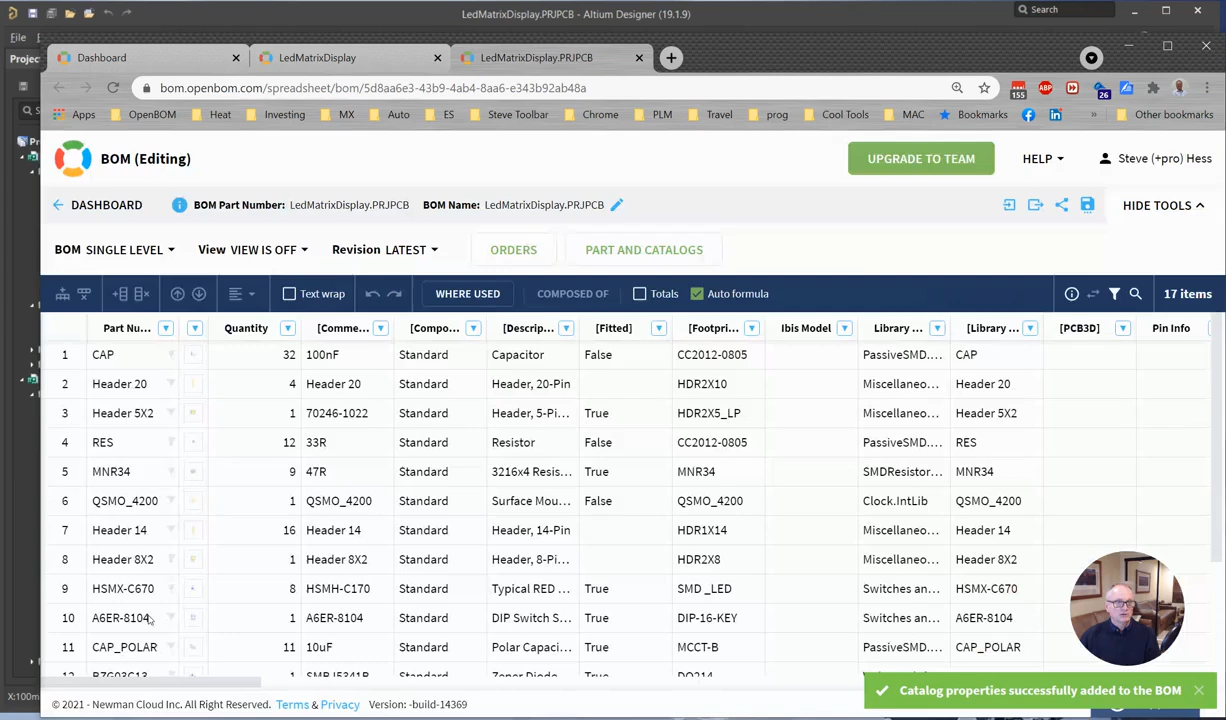 LedMatrixDisplay.PRJPCB - Altium Designer (19.1.9)
Search
File
Project
Dashboard
LedMatrixDisplay
LedMatrixDisplay.PRJPCB
bom.openbom.com/spreadsheet/bom/5d8aa6e3-43b9-4ab4-8aa6-e343b92ab48a
155
26
Apps OpenBOM Heat Investing MX Auto ES Steve Toolbar Chrome PLM Travel prog Cool Tools MAC Bookmarks » Other bookmarks
BOM (Editing)
UPGRADE TO TEAM
HELP
Steve (+pro) Hess
DASHBOARD
BOM Part Number: LedMatrixDisplay.PRJPCB
BOM Name: LedMatrixDisplay.PRJPCB
HIDE TOOLS
BOM SINGLE LEVEL
View VIEW IS OFF
Revision LATEST
ORDERS
PART AND CATALOGS
Text wrap
WHERE USED
COMPOSED OF
Totals
Auto formula
17 items
Part Nu... Quantity [Comme... [Compo... [Descrip... [Fitted] [Footpri... Ibis Model Library ... [Library ... [PCB3D] Pin Info
1 CAP 32 100nF Standard Capacitor False CC2012-0805 PassiveSMD.... CAP
2 Header 20 4 Header 20 Standard Header, 20-Pin HDR2X10 Miscellaneo... Header 20
3 Header 5X2 1 70246-1022 Standard Header, 5-Pi... True HDR2X5_LP Miscellaneo... Header 5X2
4 RES 12 33R Standard Resistor False CC2012-0805 PassiveSMD.... RES
5 MNR34 9 47R Standard 3216x4 Resis... True MNR34 SMDResistor... MNR34
6 QSMO_4200 1 QSMO_4200 Standard Surface Mou... False QSMO_4200 Clock.IntLib QSMO_4200
7 Header 14 16 Header 14 Standard Header, 14-Pin HDR1X14 Miscellaneo... Header 14
8 Header 8X2 1 Header 8X2 Standard Header, 8-Pi... HDR2X8 Miscellaneo... Header 8X2
9 HSMX-C670 8 HSMH-C170 Standard Typical RED ... True SMD _LED Switches an... HSMX-C670
10 A6ER-8104 1 A6ER-8104 Standard DIP Switch S... True DIP-16-KEY Switches an... A6ER-8104
11 CAP_POLAR 11 10uF Standard Polar Capaci... True MCCT-B PassiveSMD.... CAP_POLAR
Catalog properties successfully added to the BOM
© 2021 - Newman Cloud Inc. All Right Reserved. Terms & Privacy Version: -build-14369